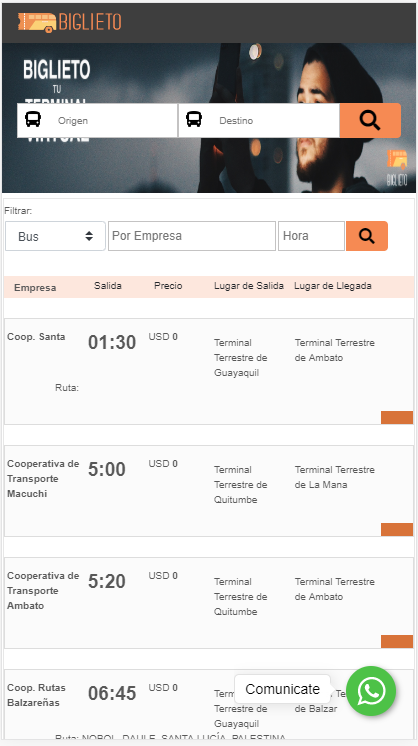 BIGLIETO
BIGLIETO
TU
TERMINAL
VIRTUAL
Origen
Destino
BIGLIETO
Filtrar:
Bus
Por Empresa
Hora
Empresa Salida Precio Lugar de Salida Lugar de Llegada
Coop. Santa 01:30 USD 0
Terminal Terminal Terrestre
Terrestre de de Ambato
Guayaquil
Ruta:
Cooperativa de 5:00 USD 0
Transporte Terminal Terminal Terrestre
Macuchi Terrestre de de La Mana
Quitumbe
Cooperativa de 5:20 USD 0
Transporte Terminal Terminal Terrestre
Ambato Terrestre de de Ambato
Quitumbe
Coop. Rutas 06:45 USD 0
Balzareñas
Terrestre de de Balzar
Guayaquil
Comunicate
Ruta: NOBOL, DAULE, SANTA LUCÍA, PALESTINA